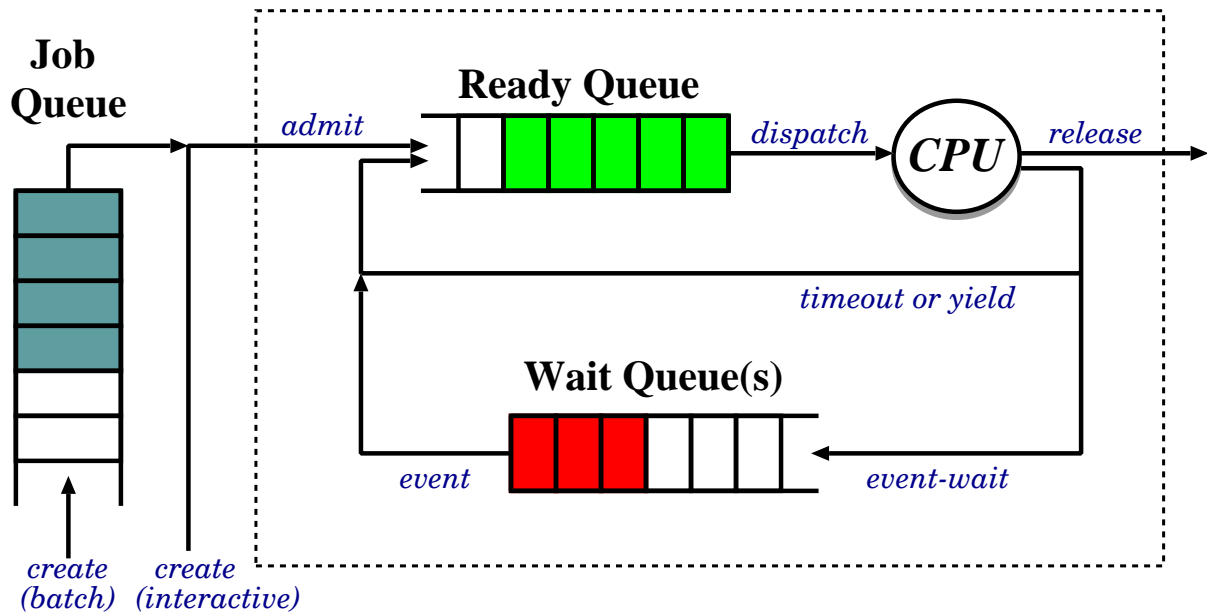 Job
Queue
Ready Queue
admit
dispatch
CPU
release
timeout or yield
Wait Queue(s)
event
event-wait
create
(batch)
create
(interactive)